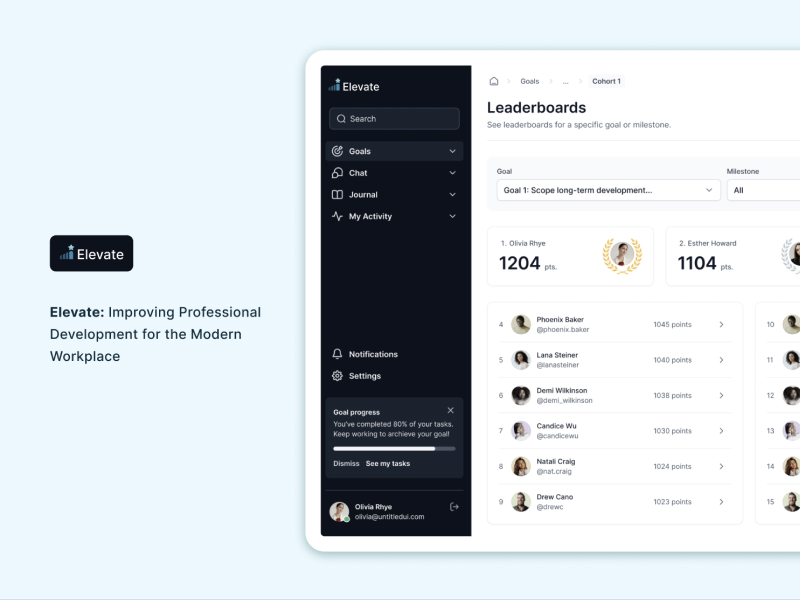 Elevate
Elevate: Improving Professional
Development for the Modern
Workplace
Elevate
Search
Goals
Chat
Journal
My Activity
Notifications
Settings
Goal progress
You've completed 80% of your tasks.
Keep working to archieve your goal!
Dismiss See my tasks
Olivia Rhye
olivia@untitledui.com
Goals ... Cohort 1
Leaderboards
See leaderboards for a specific goal or milestone.
Goal
Goal 1: Scope long-term development...
Milestone
All
1. Olivia Rhye
1204 pts.
2. Esther Howard
1104 pts.
4 Phoenix Baker
@phoenix.baker
1045 points
5 Lana Steiner
@lanasteiner
1040 points
6 Demi Wilkinson
@demi_wilkinson
1038 points
7 Candice Wu
@candicewu
1030 points
8 Natali Craig
@nat.craig
1024 points
9 Drew Cano
@drewc
1023 points
10
11
12
13
14
15